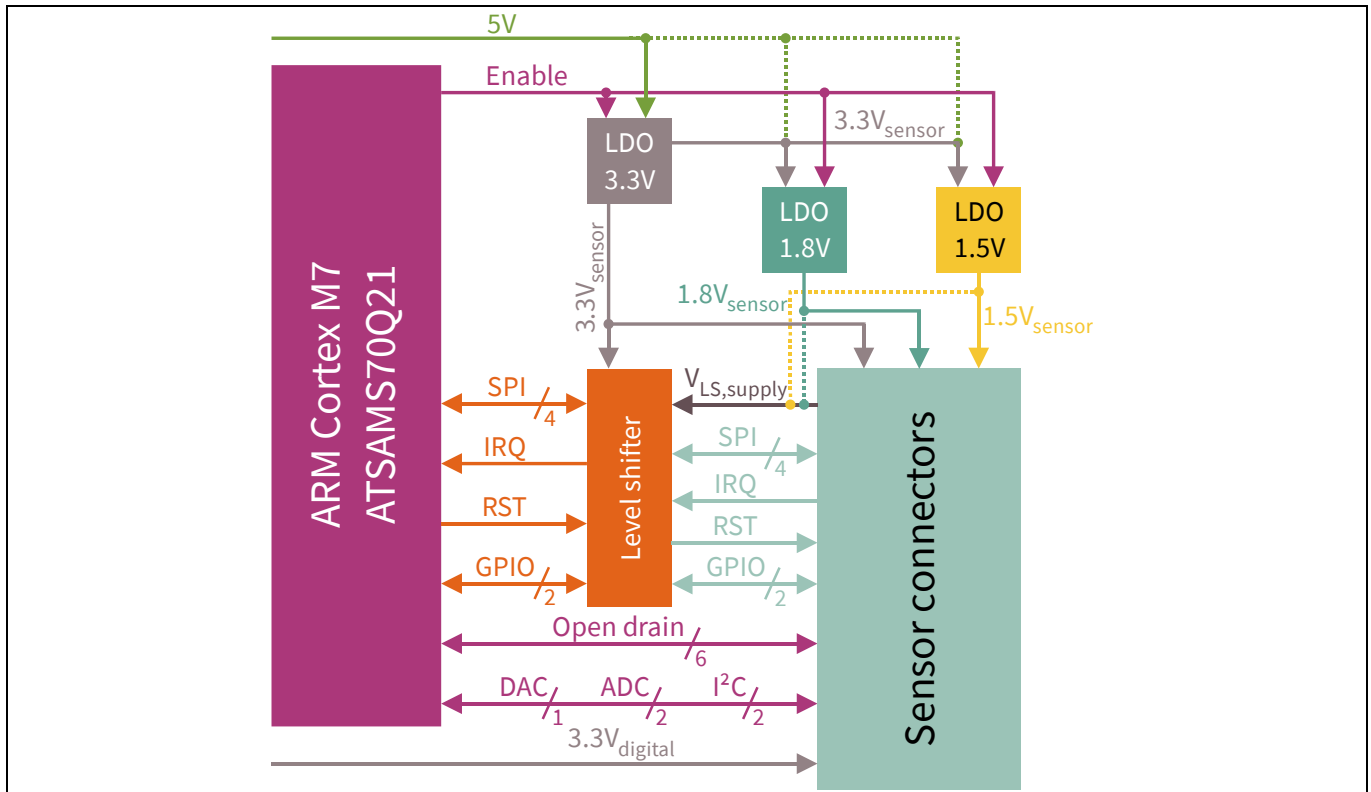 5V
Enable
3.3Vsensor
LDO
3.3V
LDO
1.8V
LDO
1.5V
3.3Vsensor
1.8Vsensor
1.5Vsensor
ARM Cortex M7
ATSAMS70Q21
VLS,supply
SPI
4
IRQ
RST
GPIO
2
Level shifter
SPI
4
IRQ
RST
GPIO
2
Sensor connectors
Open drain
6
DAC
1
ADC
2
I²C
2
3.3Vdigital